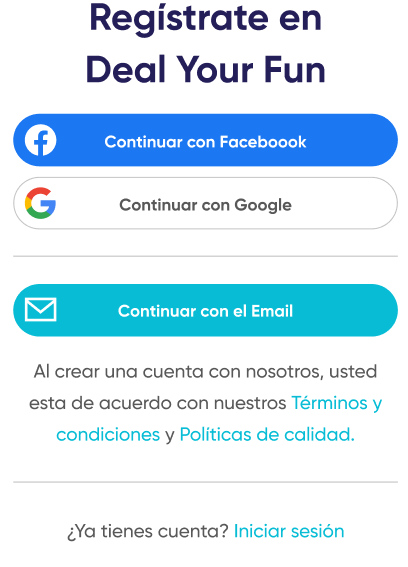 Regístrate en
Deal Your Fun
Continuar con Faceboook
Continuar con Google
Continuar con el Email
Al crear una cuenta con nosotros, usted
esta de acuerdo con nuestros Términos y
condiciones y Políticas de calidad.
¿Ya tienes cuenta? Iniciar sesión